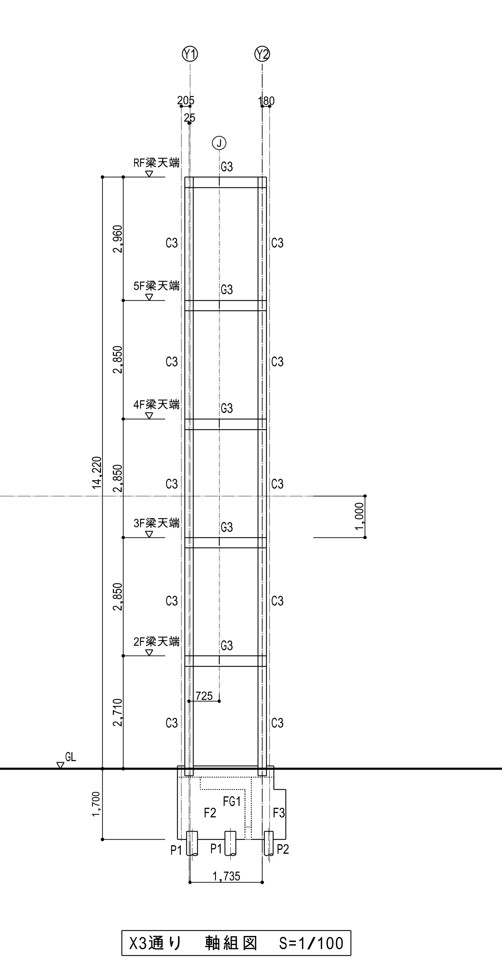 Y1 Y2
205 180
25
J
RF梁天端 G3
2,960 C3 C3
5F梁天端 G3
2,850 C3 C3
4F梁天端 G3
14,220 2,850 C3 C3
1,000
3F梁天端 G3
2,850 C3 C3
2F梁天端 G3
725
2,710 C3 C3
GL
1,700 FG1
F2 F3
P1 P1 P2
1,735
X3通り 軸組図 S=1/100